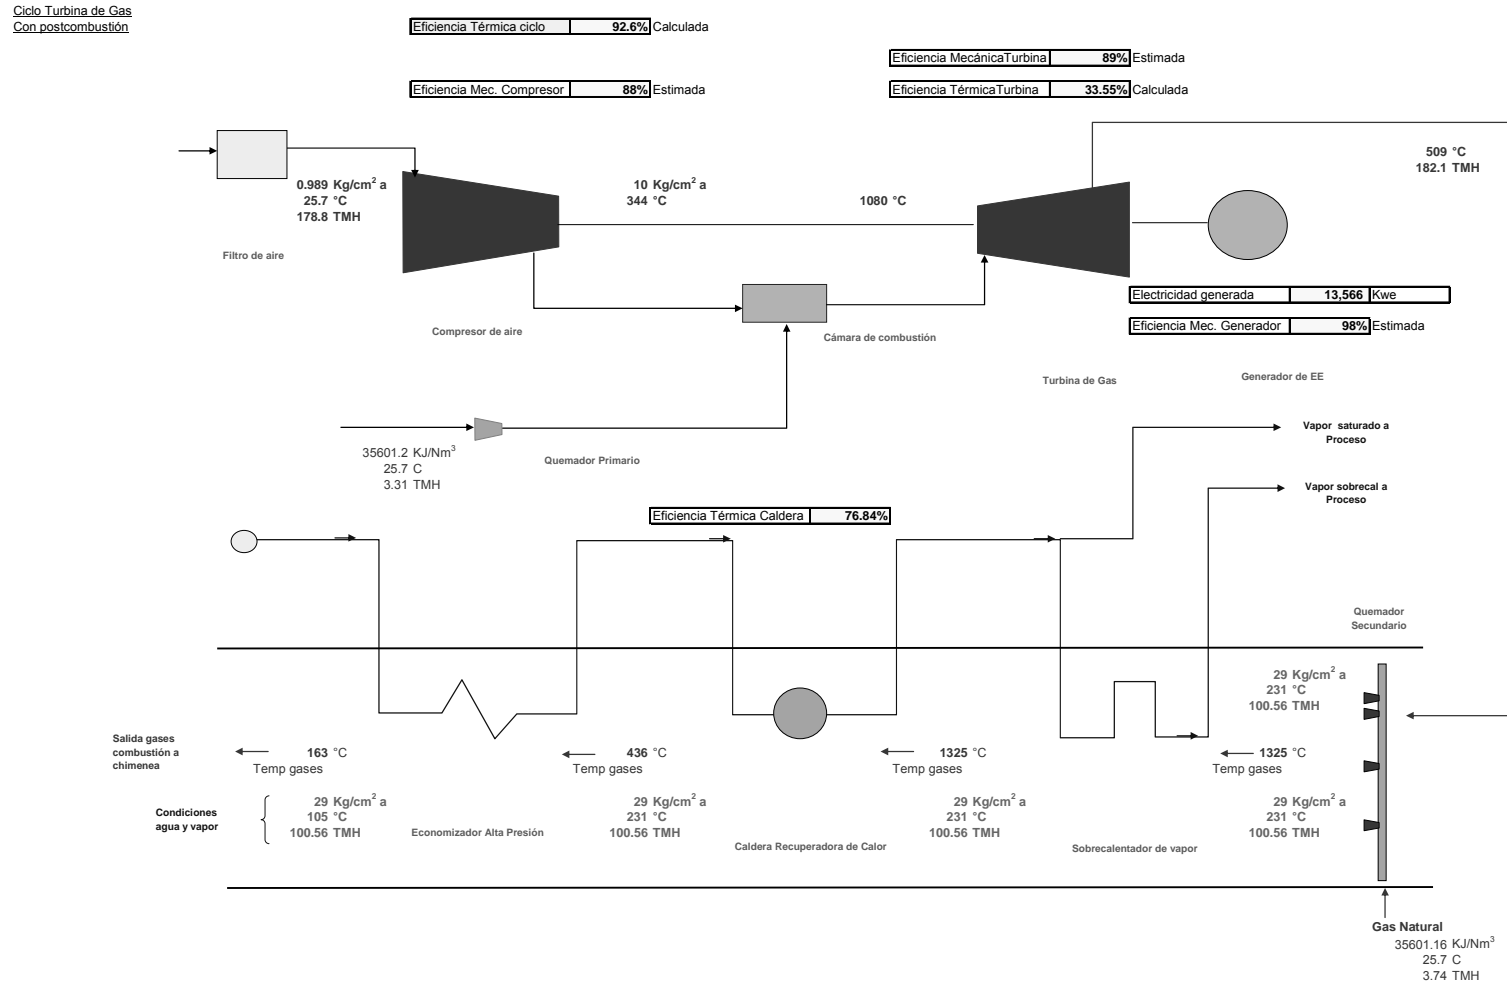 Ciclo Turbina de Gas
Con postcombustión
Eficiencia Térmica ciclo 92.6% Calculada
Eficiencia MecánicaTurbina 89% Estimada
Eficiencia Mec. Compresor 88% Estimada
Eficiencia TérmicaTurbina 33.55% Calculada
509 °C
182.1 TMH
0.989 Kg/cm² a
25.7 °C
178.8 TMH
10 Kg/cm² a
344 °C
1080 °C
Filtro de aire
Compresor de aire
Cámara de combustión
Electricidad generada 13,566 Kwe
Eficiencia Mec. Generador 98% Estimada
Turbina de Gas
Generador de EE
35601.2 KJ/Nm³
25.7 C
3.31 TMH
Quemador Primario
Vapor saturado a
Proceso
Vapor sobrecal a
Proceso
Eficiencia Térmica Caldera 76.84%
Quemador
Secundario
29 Kg/cm² a
231 °C
100.56 TMH
Salida gases
combustión a
chimenea
163 °C
Temp gases
436 °C
Temp gases
1325 °C
Temp gases
1325 °C
Temp gases
Condiciones
agua y vapor
29 Kg/cm² a
105 °C
100.56 TMH
Economizador Alta Presión
29 Kg/cm² a
231 °C
100.56 TMH
Caldera Recuperadora de Calor
29 Kg/cm² a
231 °C
100.56 TMH
Sobrecalentador de vapor
29 Kg/cm² a
231 °C
100.56 TMH
Gas Natural
35601.16 KJ/Nm³
25.7 C
3.74 TMH